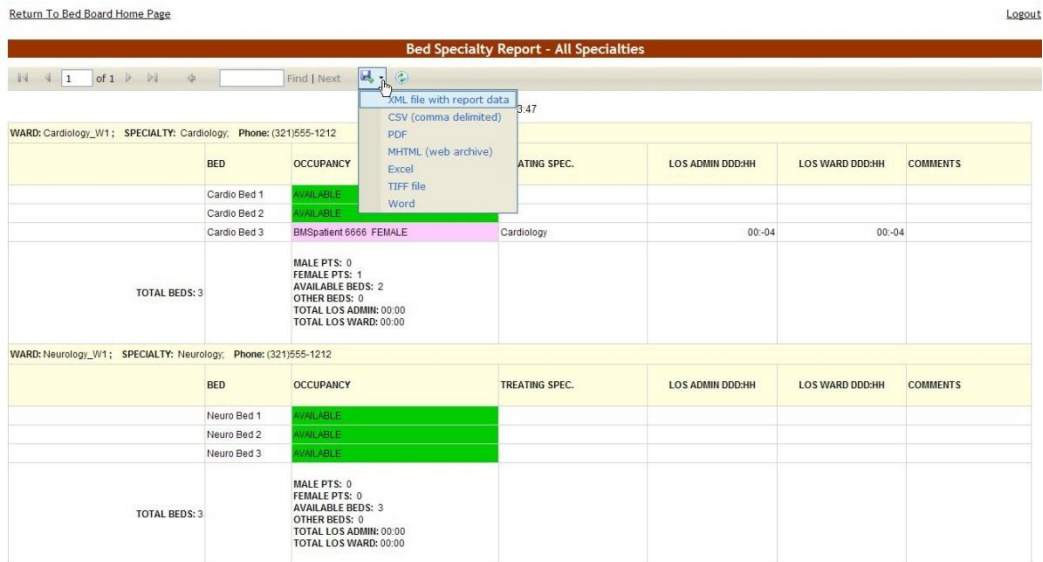 Return To Bed Board Home Page Logout
Bed Specialty Report - All Specialties
1 of 1 Find | Next
XML file with report data
3:47
CSV (comma delimited)
PDF
MHTML (web archive)
Excel
TIFF file
Word
WARD: Cardiology_W1; SPECIALTY: Cardiology; Phone: (321)555-1212
BED OCCUPANCY ATING SPEC. LOS ADMIN DDD:HH LOS WARD DDD:HH COMMENTS
Cardio Bed 1 AVAILABLE
Cardio Bed 2 AVAILABLE
Cardio Bed 3 BMSpatient 6666 FEMALE Cardiology 00:-04 00:-04
TOTAL BEDS: 3
MALE PTS: 0
FEMALE PTS: 1
AVAILABLE BEDS: 2
OTHER BEDS: 0
TOTAL LOS ADMIN: 00:00
TOTAL LOS WARD: 00:00
WARD: Neurology_W1; SPECIALTY: Neurology; Phone: (321)555-1212
BED OCCUPANCY TREATING SPEC. LOS ADMIN DDD:HH LOS WARD DDD:HH COMMENTS
Neuro Bed 1 AVAILABLE
Neuro Bed 2 AVAILABLE
Neuro Bed 3 AVAILABLE
TOTAL BEDS: 3
MALE PTS: 0
FEMALE PTS: 0
AVAILABLE BEDS: 3
OTHER BEDS: 0
TOTAL LOS ADMIN: 00:00
TOTAL LOS WARD: 00:00